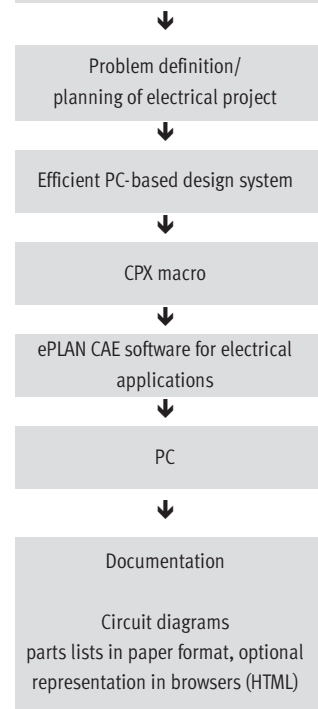 Problem definition/
planning of electrical project
Efficient PC-based design system
CPX macro
ePLAN CAE software for electrical
applications
PC
Documentation
Circuit diagrams
parts lists in paper format, optional
representation in browsers (HTML)